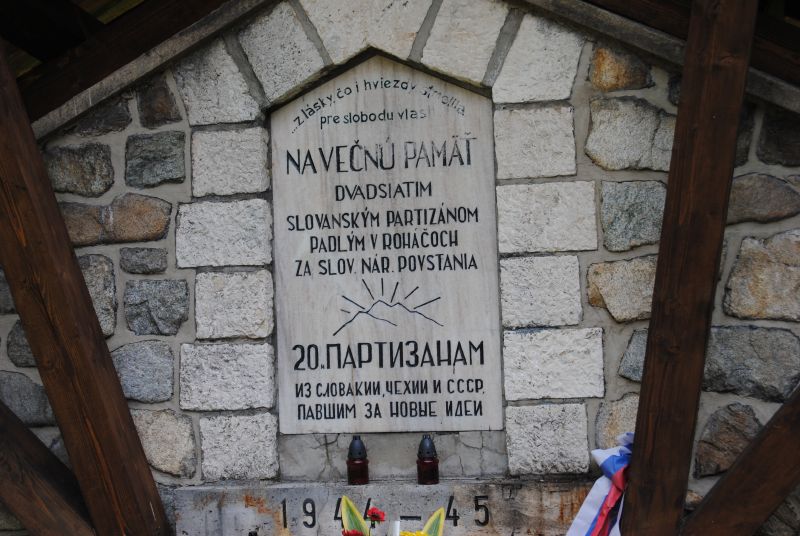 ...z lásky, čo i hviezdy
pre slobodu vlasti
NA VEČNÚ PAMÄŤ
DVADSIATIM
SLOVANSKÝM PARTIZÁNOM
PADLÝM V ROHÁČOCH
ZA SLOV. NÁR. POVSTANIA
20.ᵗⁱ ПАРТИЗАНАМ
ИЗ СЛОВАКИИ, ЧЕХИИ И СССР,
ПАВШИМ ЗА НОВЫЕ ИДЕИ
1944-45